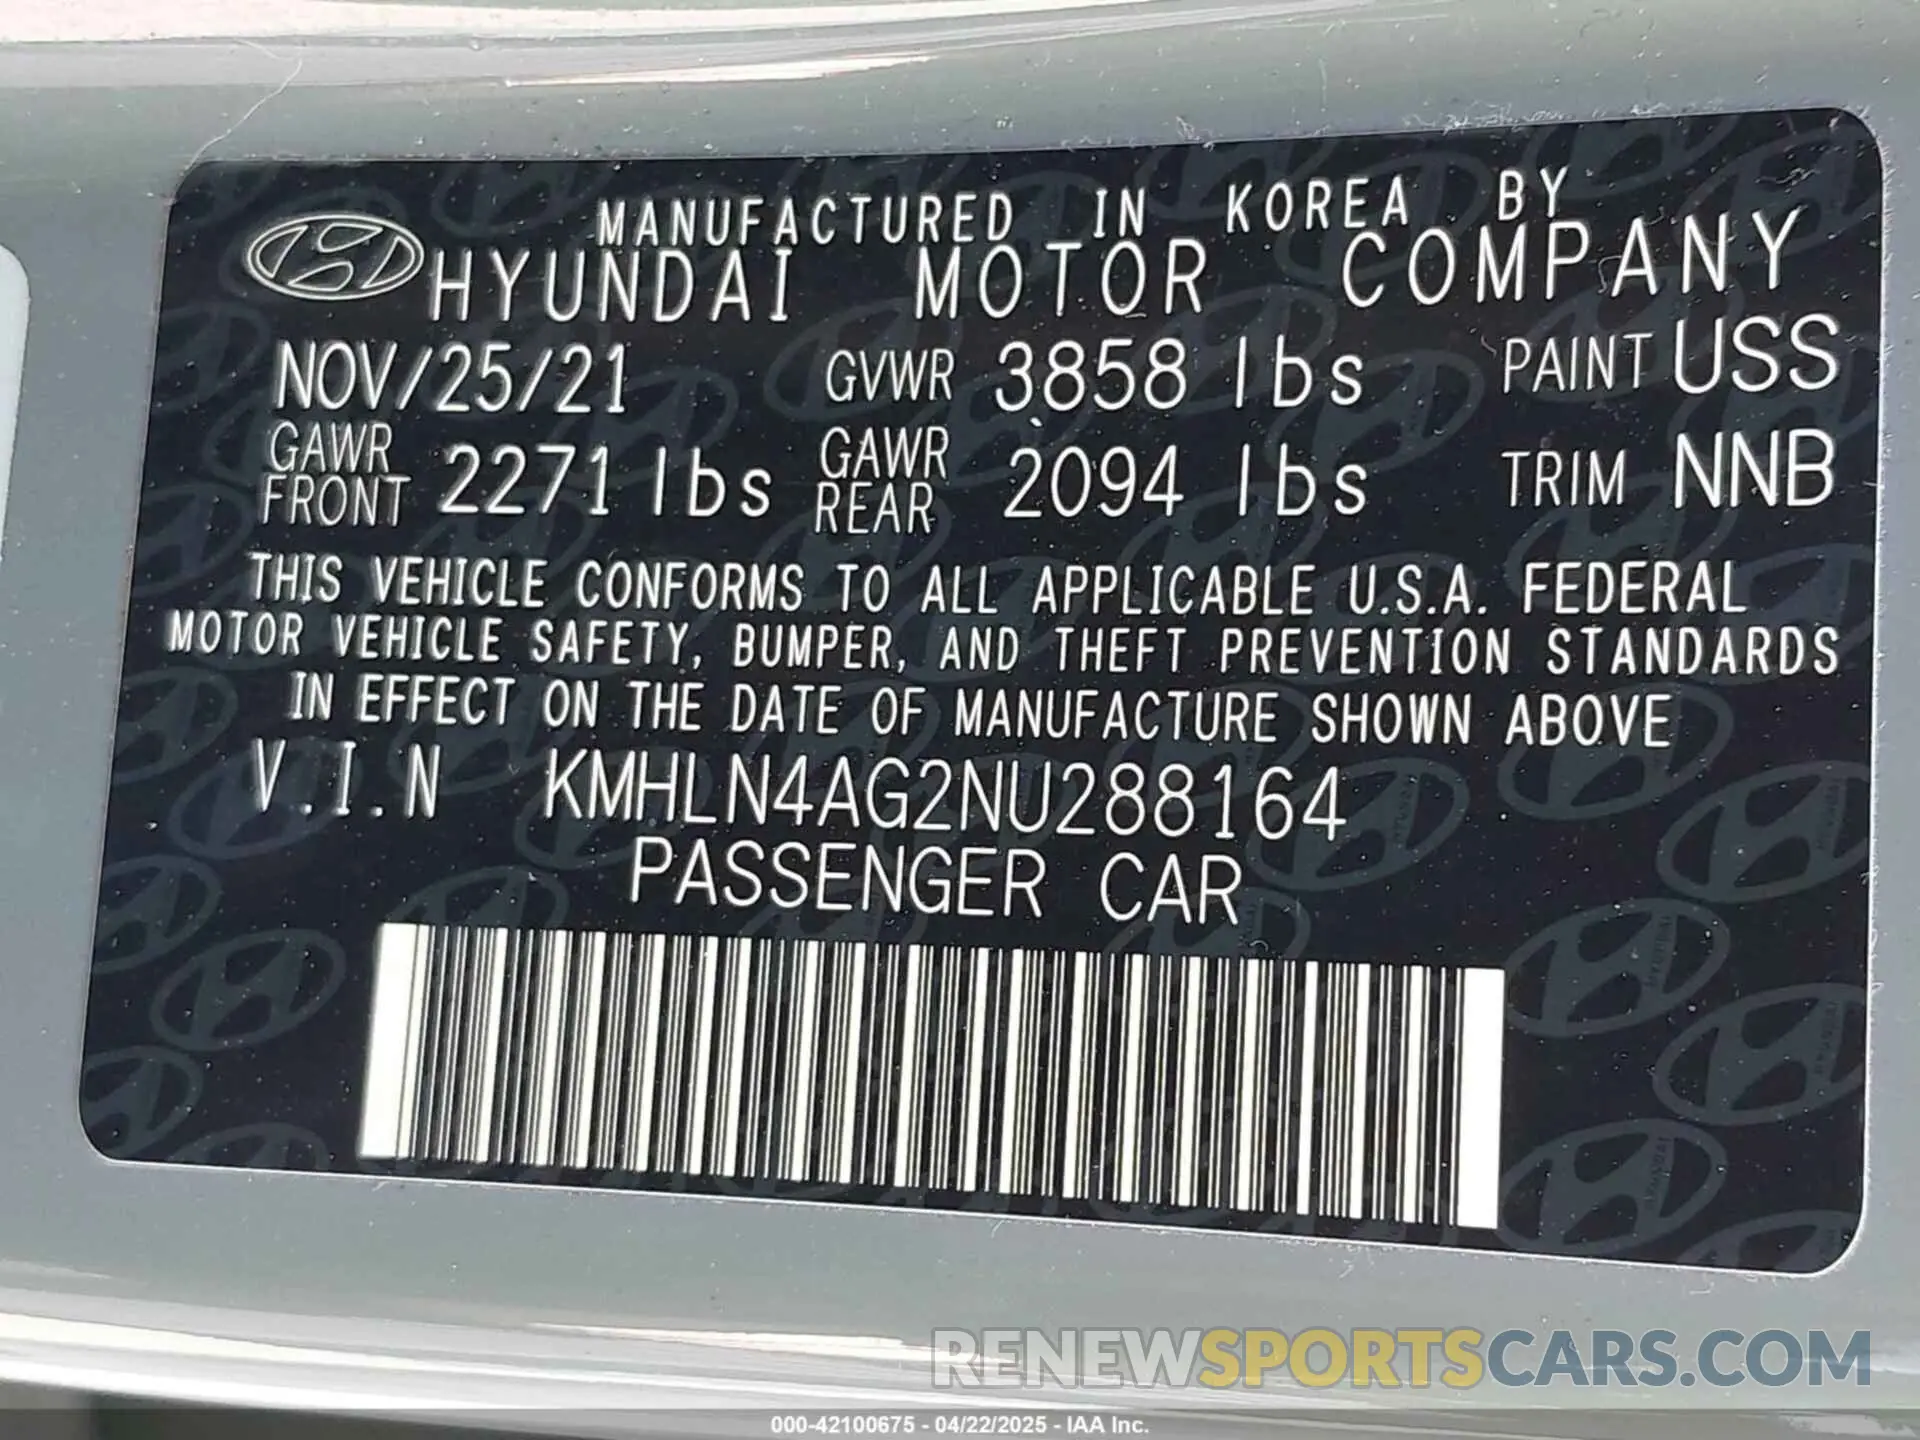 MANUFACTURED IN KOREA BY
HYUNDAI MOTOR COMPANY
NOV/25/21 GVWR 3858 lbs PAINT USS
GAWR FRONT 2271 lbs GAWR REAR 2094 lbs TRIM NNB
THIS VEHICLE CONFORMS TO ALL APPLICABLE U.S.A. FEDERAL
MOTOR VEHICLE SAFETY, BUMPER, AND THEFT PREVENTION STANDARDS
IN EFFECT ON THE DATE OF MANUFACTURE SHOWN ABOVE
V.I.N KMHLN4AG2NU288164
PASSENGER CAR
RENEWSPORTSCARS.COM
000-42100675 - 04/22/2025 - IAA Inc.